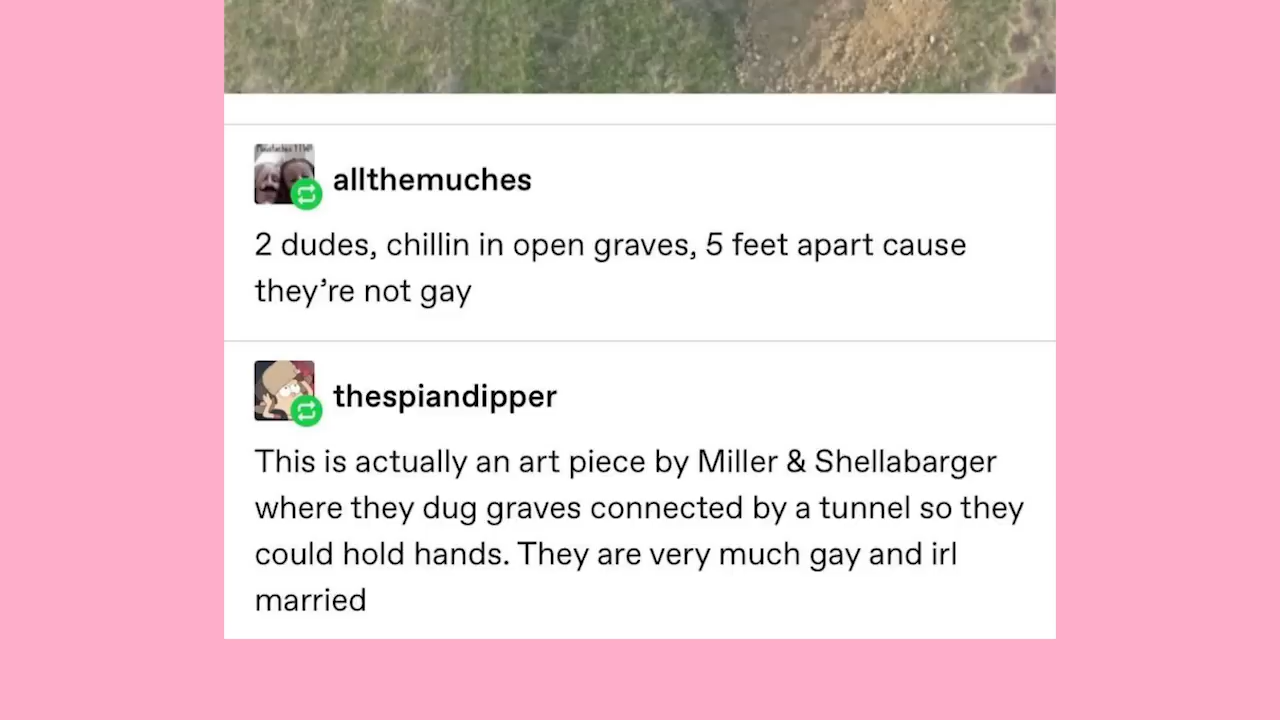 allthemuches
2 dudes, chillin in open graves, 5 feet apart cause
they’re not gay
thespiandipper
This is actually an art piece by Miller & Shellabarger
where they dug graves connected by a tunnel so they
could hold hands. They are very much gay and irl
married